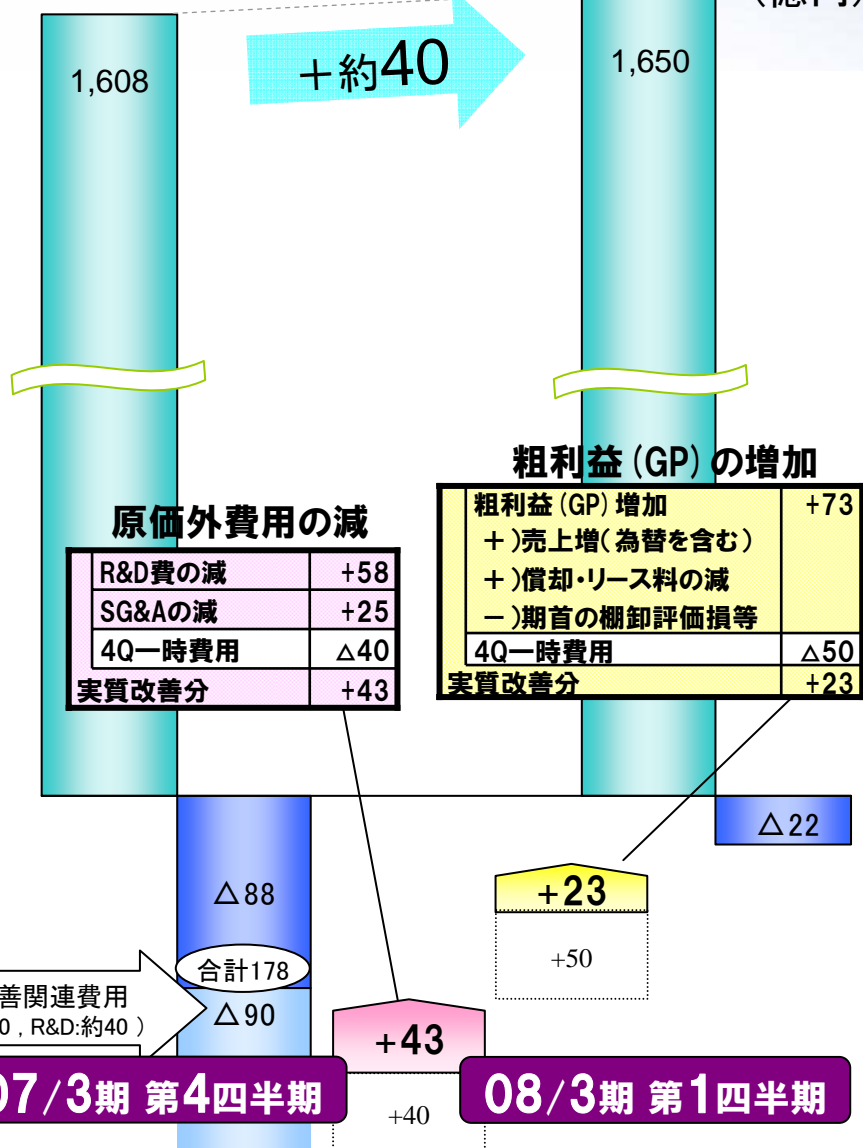 1,608
＋約40
1,650
粗利益(GP)の増加
粗利益(GP)増加 +73
＋)売上増(為替を含む)
＋)償却・リース料の減
－)期首の棚卸評価損等
4Q一時費用 △50
実質改善分 +23
原価外費用の減
R&D費の減 +58
SG&Aの減 +25
4Q一時費用 △40
実質改善分 +43
△22
△88
+23
+50
合計178
善関連費用
0 , R&D:約40 )
△90
+43
+40
07/3期 第4四半期
08/3期 第1四半期